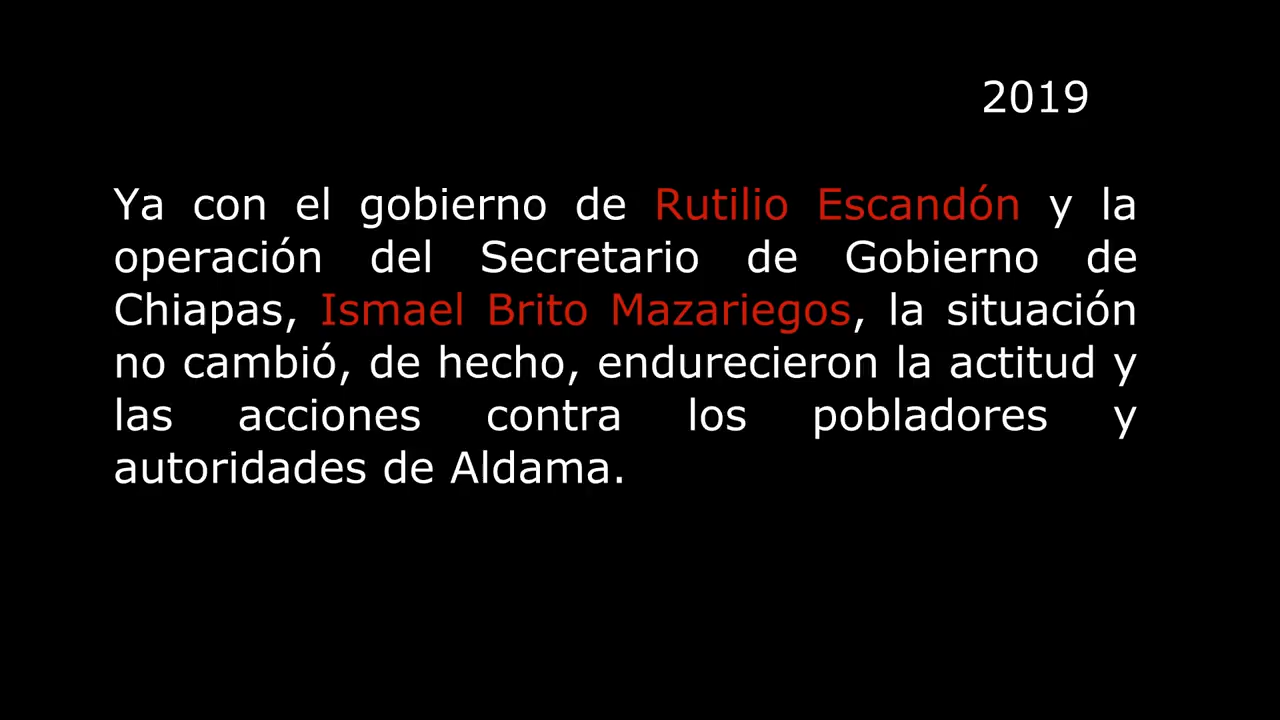 2019
Ya con el gobierno de Rutilio Escandón y la
operación del Secretario de Gobierno de
Chiapas, Ismael Brito Mazariegos, la situación
no cambió, de hecho, endurecieron la actitud y
las acciones contra los pobladores y
autoridades de Aldama.